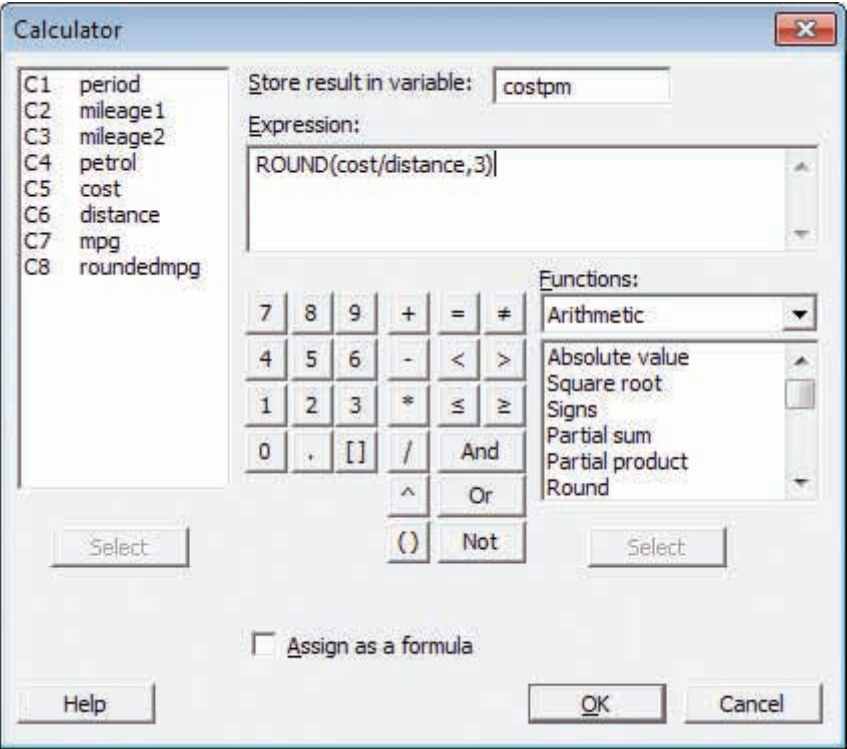 Calculator
C1 period
C2 mileage1
C3 mileage2
C4 petrol
C5 cost
C6 distance
C7 mpg
C8 roundedmpg
Select
Store result in variable: costpm
Expression:
ROUND(cost/distance,3)
7 8 9 + = ≠
4 5 6 - < >
1 2 3 * ≤ ≥
0 . [] / And
^ Or
() Not
Functions:
Arithmetic
Absolute value
Square root
Signs
Partial sum
Partial product
Round
Select
Assign as a formula
Help
OK
Cancel